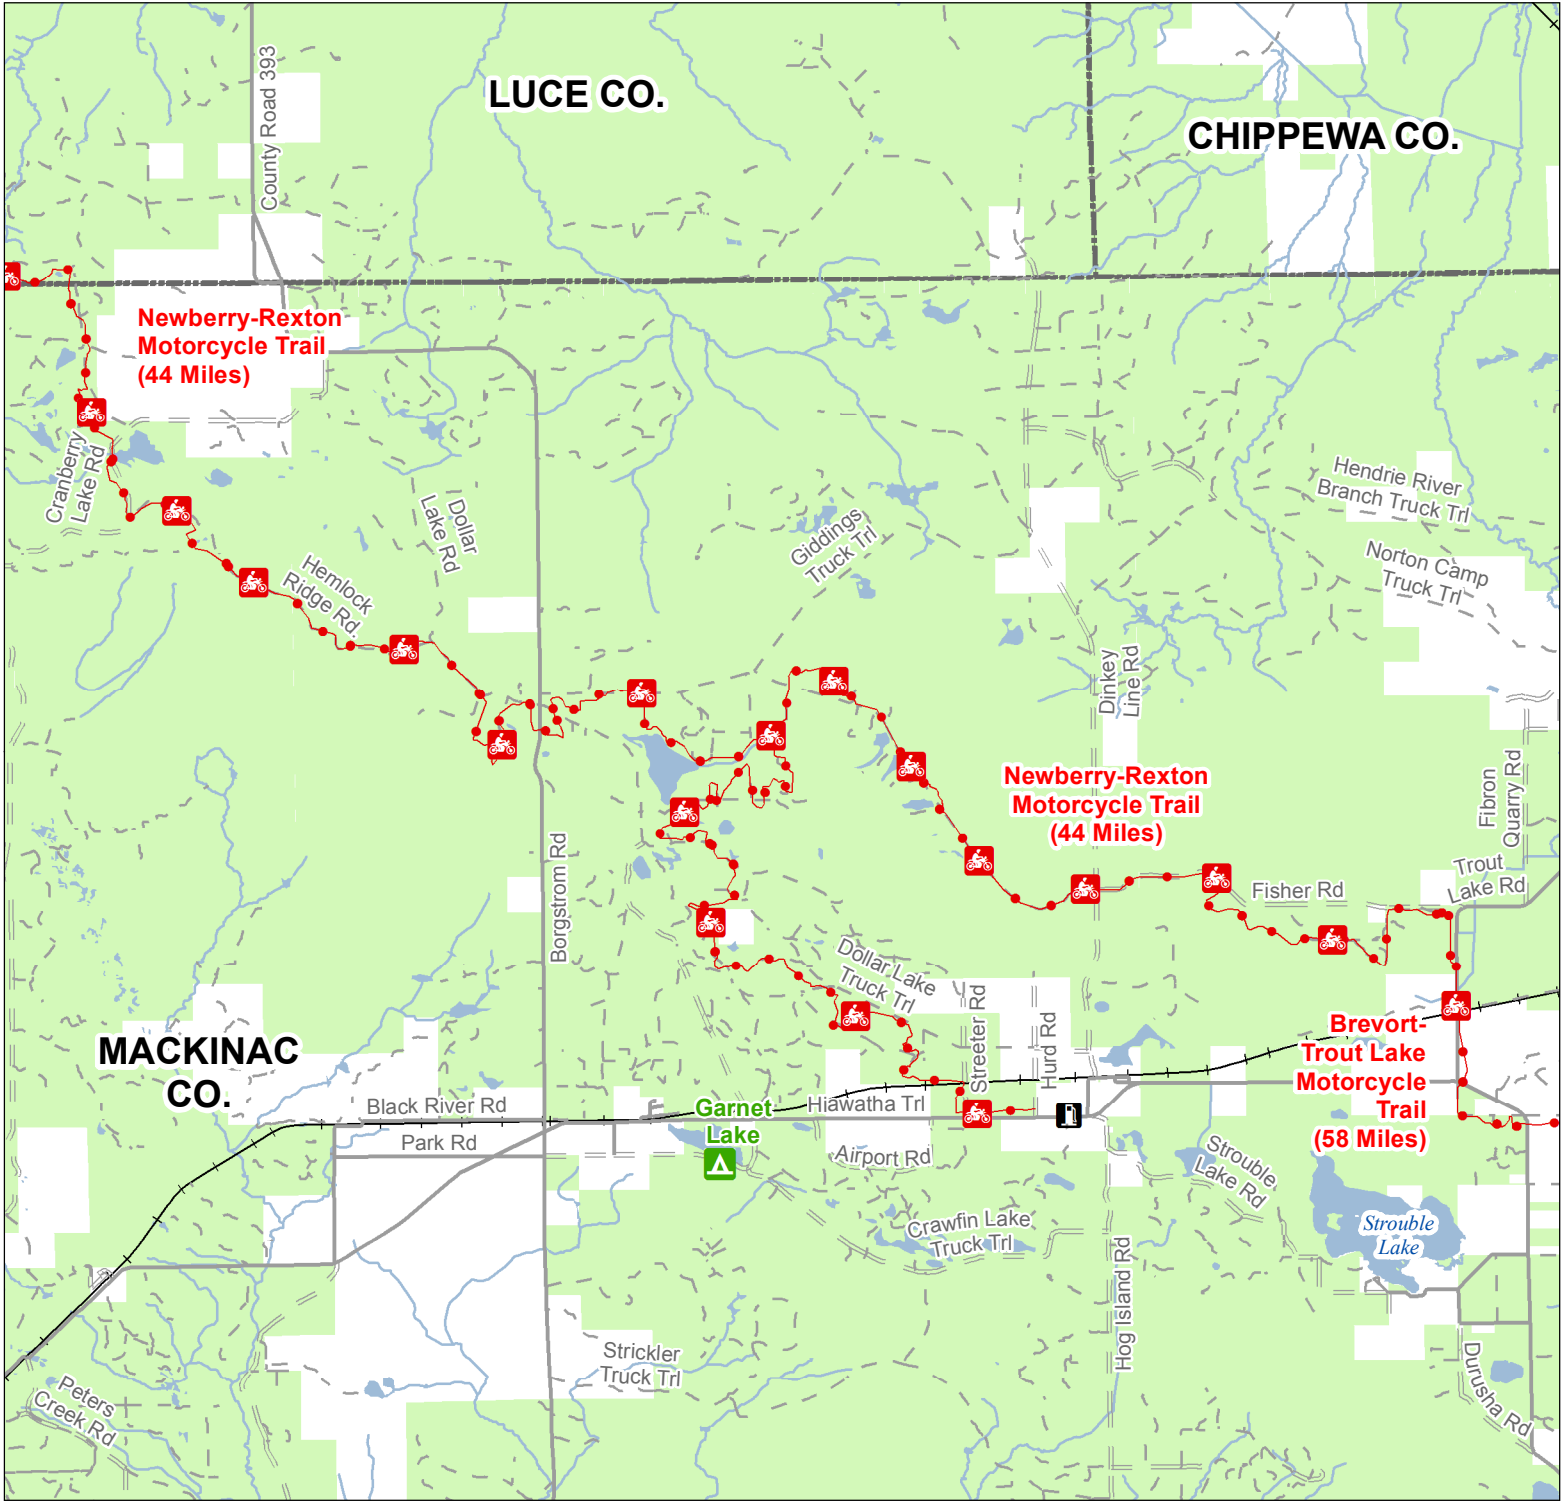 County Road 393
LUCE CO.
CHIPPEWA CO.
Newberry-Rexton
Motorcycle Trail
(44 Miles)
Cranberry
Lake Rd
Dollar
Lake Rd
Hendrie River
Branch Truck Trl
Giddings
Truck Trl
Norton Camp
Truck Trl
Hemlock
Ridge Rd.
Dinkey
Line Rd
Newberry-Rexton
Motorcycle Trail
(44 Miles)
Fibron
Quarry Rd
Trout
Lake Rd
Fisher Rd
Borgstrom Rd
Dollar Lake
Truck Trl
Streeter Rd
Hurd Rd
MACKINAC
CO.
Brevort-
Trout Lake
Motorcycle
Trail
(58 Miles)
Black River Rd
Garnet
Lake
Hiawatha Trl
Park Rd
Airport Rd
Strouble
Lake Rd
Crawfin Lake
Truck Trl
Strouble
Lake
Hog Island Rd
Strickler
Truck Trl
Durusha Rd
Peters
Creek Rd